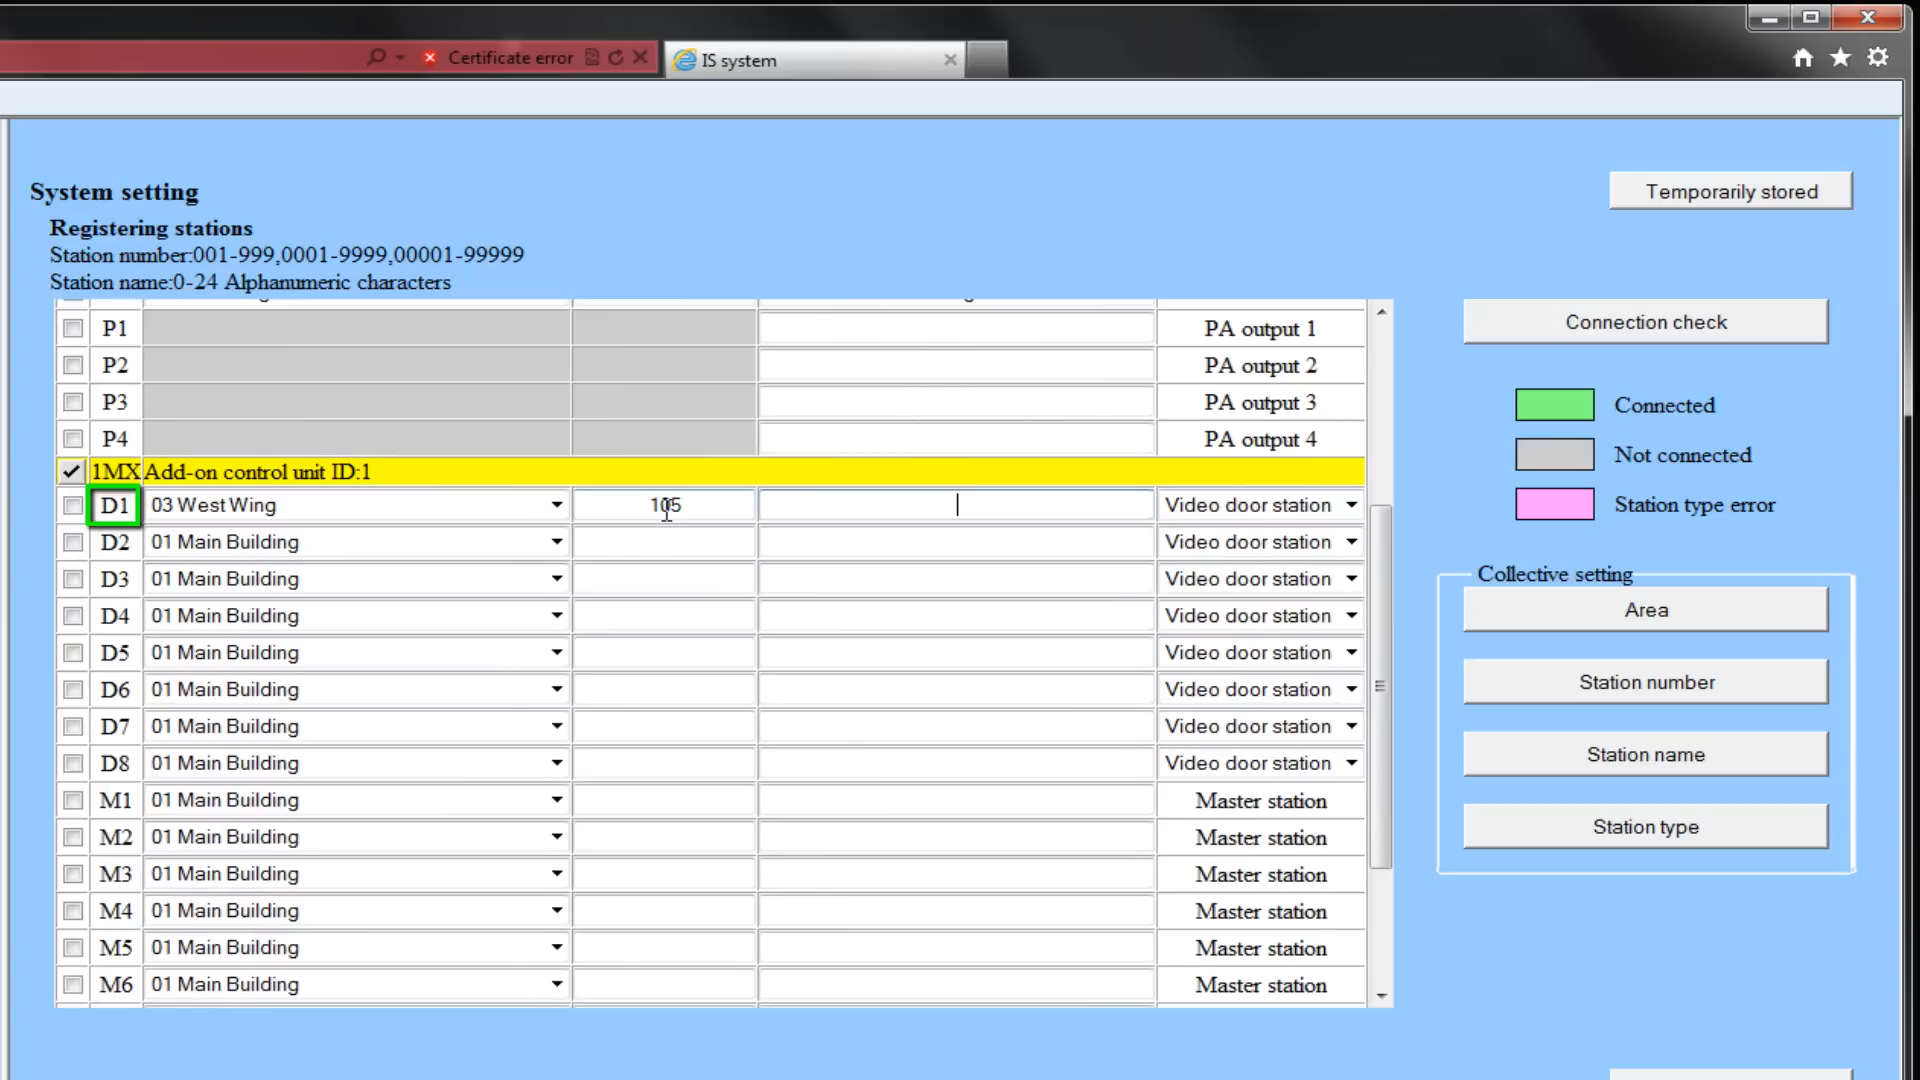 Certificate error
IS system
System setting
Temporarily stored
Registering stations
Station number:001-999,0001-9999,00001-99999
Station name:0-24 Alphanumeric characters
P1 PA output 1
Connection check
P2 PA output 2
P3 PA output 3
Connected
P4 PA output 4
Not connected
1MX Add-on control unit ID:1
D1 03 West Wing 105 Video door station
Station type error
D2 01 Main Building Video door station
D3 01 Main Building Video door station
Collective setting
Area
D4 01 Main Building Video door station
D5 01 Main Building Video door station
D6 01 Main Building Video door station
Station number
D7 01 Main Building Video door station
D8 01 Main Building Video door station
Station name
M1 01 Main Building Master station
M2 01 Main Building Master station
Station type
M3 01 Main Building Master station
M4 01 Main Building Master station
M5 01 Main Building Master station
M6 01 Main Building Master station